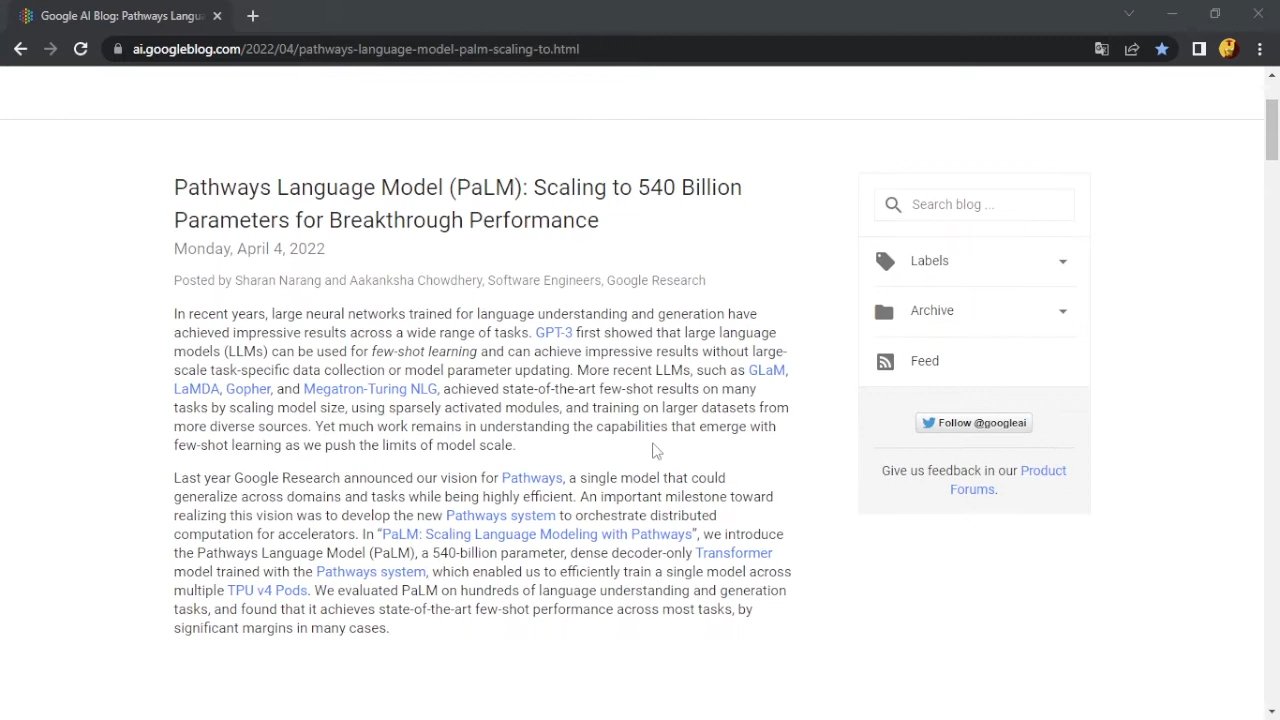 Google AI Blog: Pathways Langu
ai.googleblog.com/2022/04/pathways-language-model-palm-scaling-to.html
Pathways Language Model (PaLM): Scaling to 540 Billion
Parameters for Breakthrough Performance
Monday, April 4, 2022
Posted by Sharan Narang and Aakanksha Chowdhery, Software Engineers, Google Research
In recent years, large neural networks trained for language understanding and generation have
achieved impressive results across a wide range of tasks. GPT-3 first showed that large language
models (LLMs) can be used for few-shot learning and can achieve impressive results without large-
scale task-specific data collection or model parameter updating. More recent LLMs, such as GLaM,
LaMDA, Gopher, and Megatron-Turing NLG, achieved state-of-the-art few-shot results on many
tasks by scaling model size, using sparsely activated modules, and training on larger datasets from
more diverse sources. Yet much work remains in understanding the capabilities that emerge with
few-shot learning as we push the limits of model scale.
Last year Google Research announced our vision for Pathways, a single model that could
generalize across domains and tasks while being highly efficient. An important milestone toward
realizing this vision was to develop the new Pathways system to orchestrate distributed
computation for accelerators. In “PaLM: Scaling Language Modeling with Pathways”, we introduce
the Pathways Language Model (PaLM), a 540-billion parameter, dense decoder-only Transformer
model trained with the Pathways system, which enabled us to efficiently train a single model across
multiple TPU v4 Pods. We evaluated PaLM on hundreds of language understanding and generation
tasks, and found that it achieves state-of-the-art few-shot performance across most tasks, by
significant margins in many cases.
Search blog ...
Labels
Archive
Feed
Follow @googleai
Give us feedback in our Product
Forums.